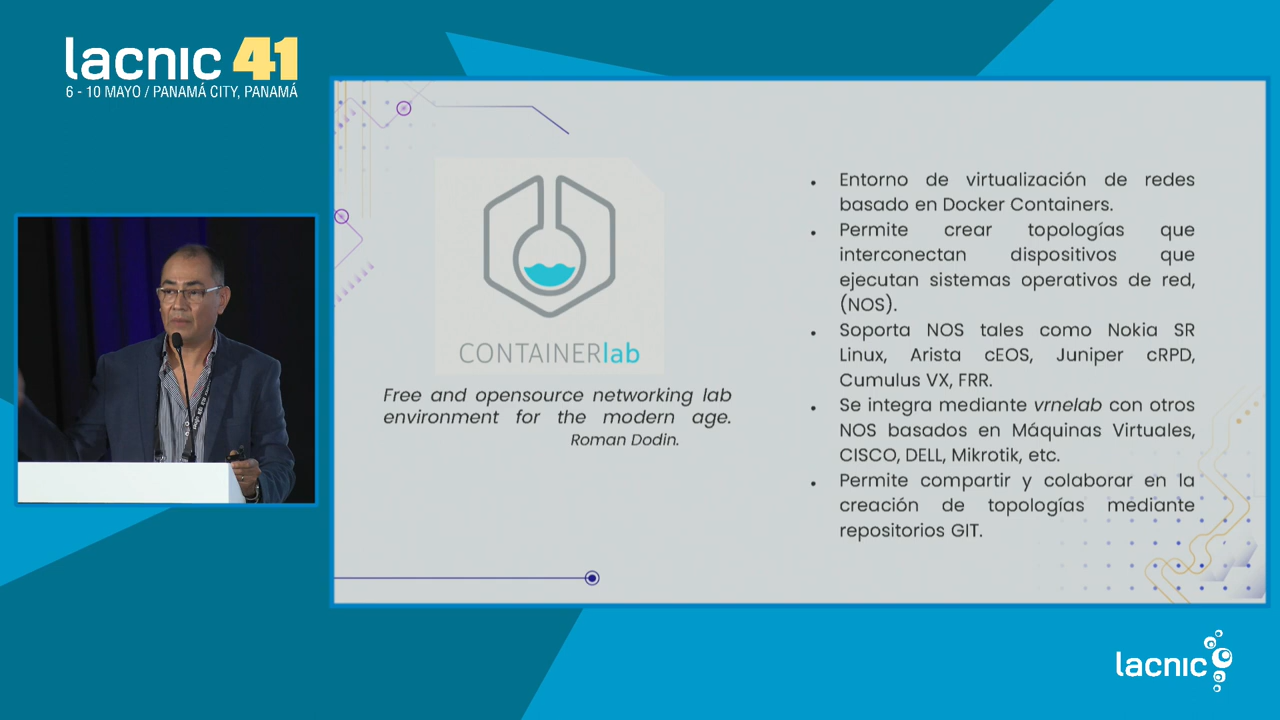 lacnic 41
6 - 10 MAYO / PANAMÁ CITY, PANAMÁ
CONTAINERlab
Free and opensource networking lab
environment for the modern age.
Roman Dodin.
• Entorno de virtualización de redes
basado en Docker Containers.
• Permite crear topologías que
interconectan dispositivos que
ejecutan sistemas operativos de red,
(NOS).
• Soporta NOS tales como Nokia SR
Linux, Arista cEOS, Juniper cRPD,
Cumulus VX, FRR.
• Se integra mediante vrnelab con otros
NOS basados en Máquinas Virtuales,
CISCO, DELL, Mikrotik, etc.
• Permite compartir y colaborar en la
creación de topologías mediante
repositorios GIT.
lacnic